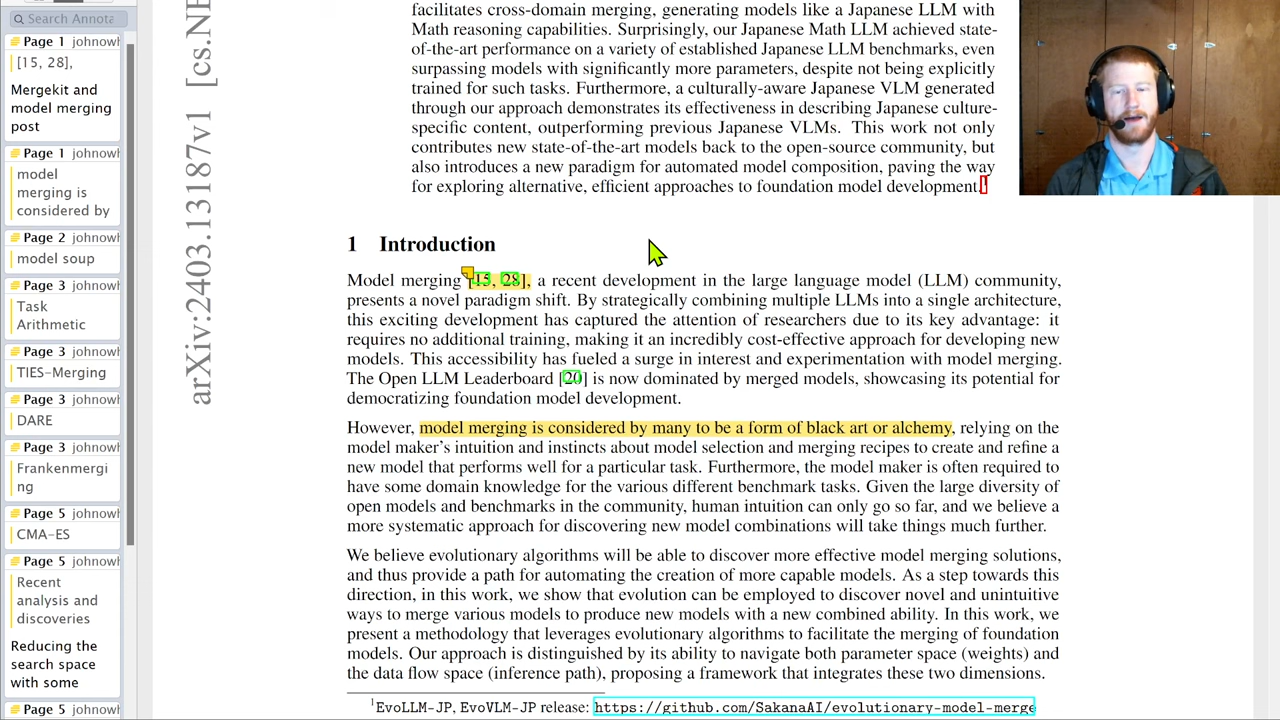 Search Annota
Page 1 johnowh
[15, 28],
Mergekit and
model merging
post
Page 1 johnowh
model
merging is
considered by
Page 2 johnowh
model soup
Page 3 johnowh
Task
Arithmetic
Page 3 johnowh
TIES-Merging
Page 3 johnowh
DARE
Page 3 johnowh
Frankenmergi
ng
Page 5 johnowh
CMA-ES
Page 5 johnowh
Recent
analysis and
discoveries
Reducing the
search space
with some
Page 5 johnowh
arXiv:2403.13187v1 [cs.NE
facilitates cross-domain merging, generating models like a Japanese LLM with
Math reasoning capabilities. Surprisingly, our Japanese Math LLM achieved state-
of-the-art performance on a variety of established Japanese LLM benchmarks, even
surpassing models with significantly more parameters, despite not being explicitly
trained for such tasks. Furthermore, a culturally-aware Japanese VLM generated
through our approach demonstrates its effectiveness in describing Japanese culture-
specific content, outperforming previous Japanese VLMs. This work not only
contributes new state-of-the-art models back to the open-source community, but
also introduces a new paradigm for automated model composition, paving the way
for exploring alternative, efficient approaches to foundation model development.1
1 Introduction
Model merging [15, 28], a recent development in the large language model (LLM) community,
presents a novel paradigm shift. By strategically combining multiple LLMs into a single architecture,
this exciting development has captured the attention of researchers due to its key advantage: it
requires no additional training, making it an incredibly cost-effective approach for developing new
models. This accessibility has fueled a surge in interest and experimentation with model merging.
The Open LLM Leaderboard [20] is now dominated by merged models, showcasing its potential for
democratizing foundation model development.
However, model merging is considered by many to be a form of black art or alchemy, relying on the
model maker's intuition and instincts about model selection and merging recipes to create and refine a
new model that performs well for a particular task. Furthermore, the model maker is often required to
have some domain knowledge for the various different benchmark tasks. Given the large diversity of
open models and benchmarks in the community, human intuition can only go so far, and we believe a
more systematic approach for discovering new model combinations will take things much further.
We believe evolutionary algorithms will be able to discover more effective model merging solutions,
and thus provide a path for automating the creation of more capable models. As a step towards this
direction, in this work, we show that evolution can be employed to discover novel and unintuitive
ways to merge various models to produce new models with a new combined ability. In this work, we
present a methodology that leverages evolutionary algorithms to facilitate the merging of foundation
models. Our approach is distinguished by its ability to navigate both parameter space (weights) and
the data flow space (inference path), proposing a framework that integrates these two dimensions.
1EvoLLM-JP, EvoVLM-JP release: https://github.com/SakanaAI/evolutionary-model-merge